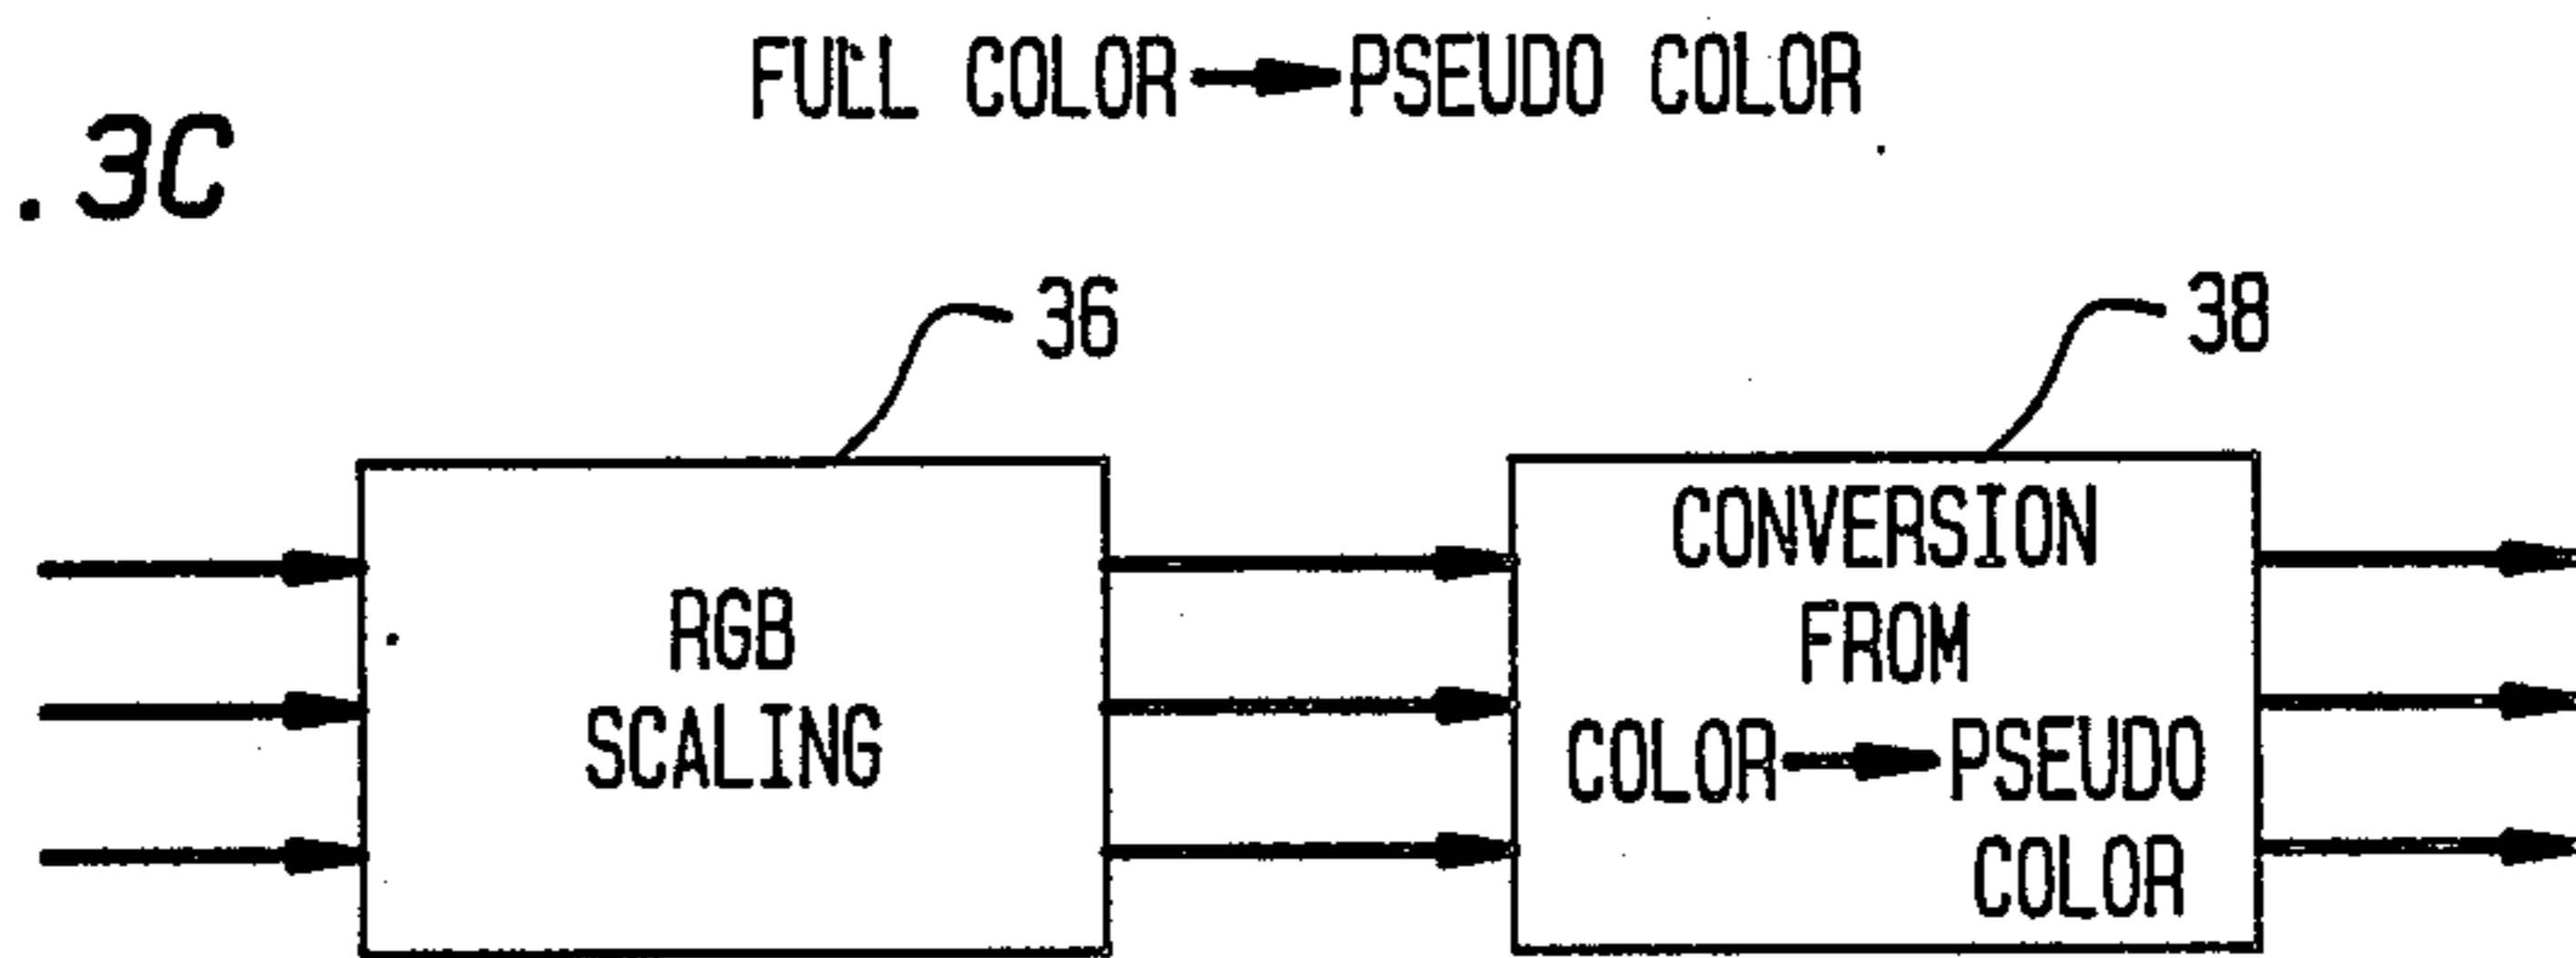 FULL COLOR → PSEUDO COLOR
.3C
36
38
RGB
SCALING
CONVERSION
FROM
COLOR → PSEUDO
COLOR